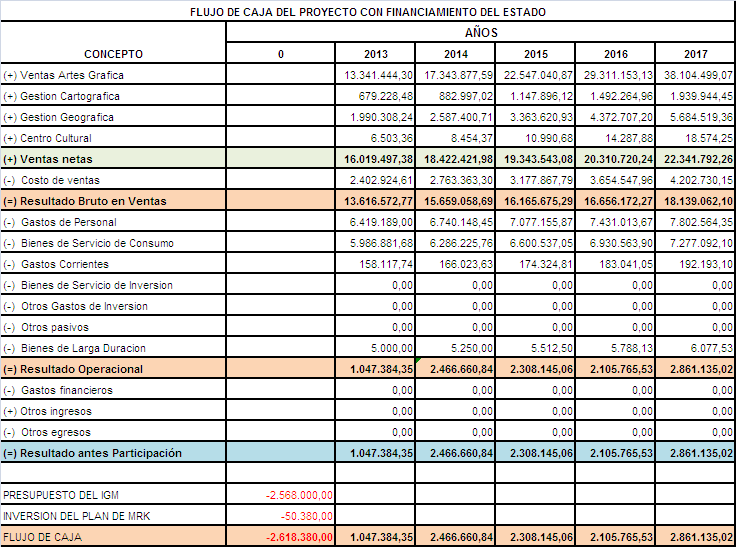 FLUJO DE CAJA DEL PROYECTO CON FINANCIAMIENTO DEL ESTADO
AÑOS
CONCEPTO 0 2013 2014 2015 2016 2017
(+) Ventas Artes Grafica 13.341.444,30 17.343.877,59 22.547.040,87 29.311.153,13 38.104.499,07
(+) Gestion Cartografica 679.228,48 882.997,02 1.147.896,12 1.492.264,96 1.939.944,45
(+) Gestion Geografica 1.990.308,24 2.587.400,71 3.363.620,93 4.372.707,20 5.684.519,36
(+) Centro Cultural 6.503,36 8.454,37 10.990,68 14.287,88 18.574,25
(+) Ventas netas 16.019.497,38 18.422.421,98 19.343.543,08 20.310.720,24 22.341.792,26
(-) Costo de ventas 2.402.924,61 2.763.363,30 3.177.867,79 3.654.547,96 4.202.730,15
(=) Resultado Bruto en Ventas 13.616.572,77 15.659.058,69 16.165.675,29 16.656.172,27 18.139.062,10
(-) Gastos de Personal 6.419.189,00 6.740.148,45 7.077.155,87 7.431.013,67 7.802.564,35
(-) Bienes de Servicio de Consumo 5.986.881,68 6.286.225,76 6.600.537,05 6.930.563,90 7.277.092,10
(-) Gastos Corrientes 158.117,74 166.023,63 174.324,81 183.041,05 192.193,10
(-) Bienes de Servicio de Inversion 0,00 0,00 0,00 0,00 0,00
(-) Otros Gastos de Inversion 0,00 0,00 0,00 0,00 0,00
(-) Otros pasivos 0,00 0,00 0,00 0,00 0,00
(-) Bienes de Larga Duracion 5.000,00 5.250,00 5.512,50 5.788,13 6.077,53
(=) Resultado Operacional 1.047.384,35 2.466.660,84 2.308.145,06 2.105.765,53 2.861.135,02
(-) Gastos financieros 0,00 0,00 0,00 0,00 0,00
(+) Otros ingresos 0,00 0,00 0,00 0,00 0,00
(-) Otros egresos 0,00 0,00 0,00 0,00 0,00
(=) Resultado antes Participación 1.047.384,35 2.466.660,84 2.308.145,06 2.105.765,53 2.861.135,02
PRESUPUESTO DEL IGM -2.568.000,00
INVERSION DEL PLAN DE MRK -50.380,00
FLUJO DE CAJA -2.618.380,00 1.047.384,35 2.466.660,84 2.308.145,06 2.105.765,53 2.861.135,02